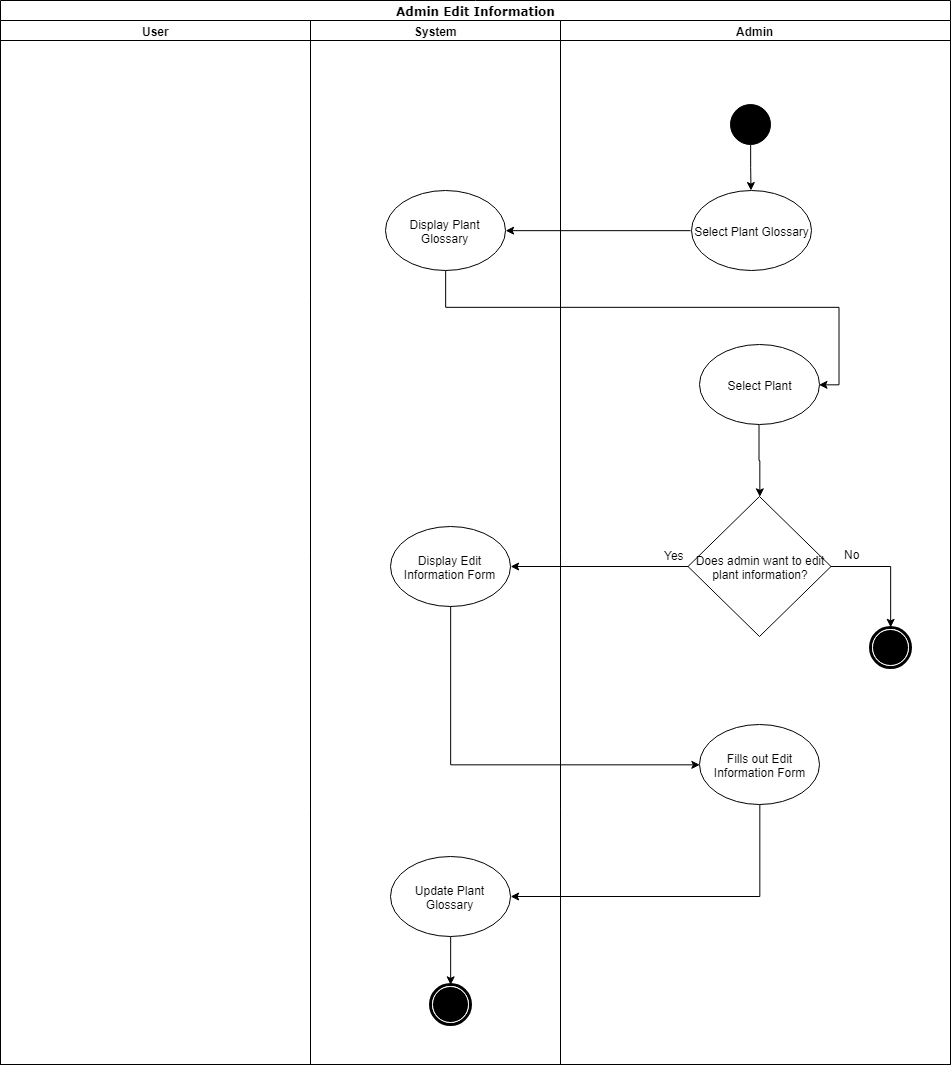 Admin Edit Information
User
System
Admin
Display Plant
Glossary
Select Plant Glossary
Select Plant
Display Edit
Information Form
Yes
Does admin want to edit
plant information?
No
Fills out Edit
Information Form
Update Plant
Glossary